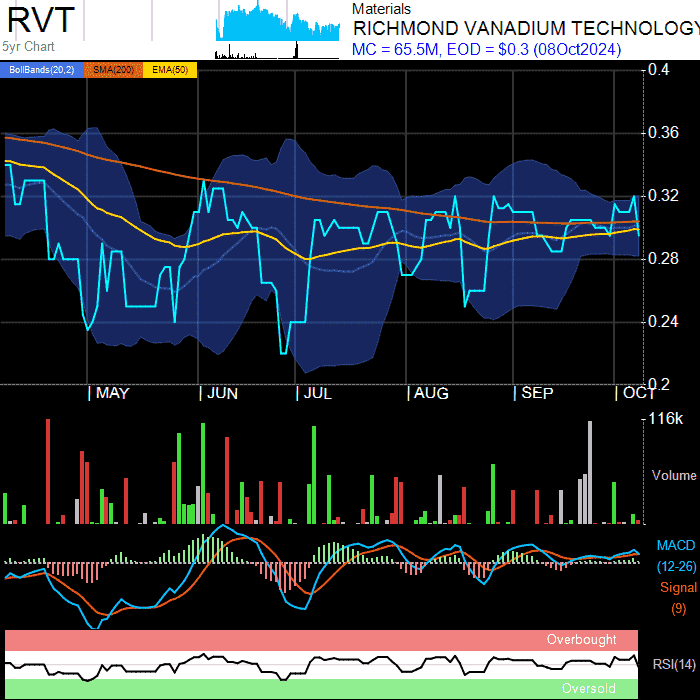 RVT
5yr Chart
Materials
RICHMOND VANADIUM TECHNOLOGY
MC = 65.5M, EOD = $0.3 (08Oct2024)
BollBands(20,2) SMA(200) EMA(50)
0.4
0.36
0.32
0.28
0.24
0.2
MAY JUN JUL AUG SEP OCT
116k
Volume
MACD
(12-26)
Signal
(9)
Overbought
RSI(14)
Oversold